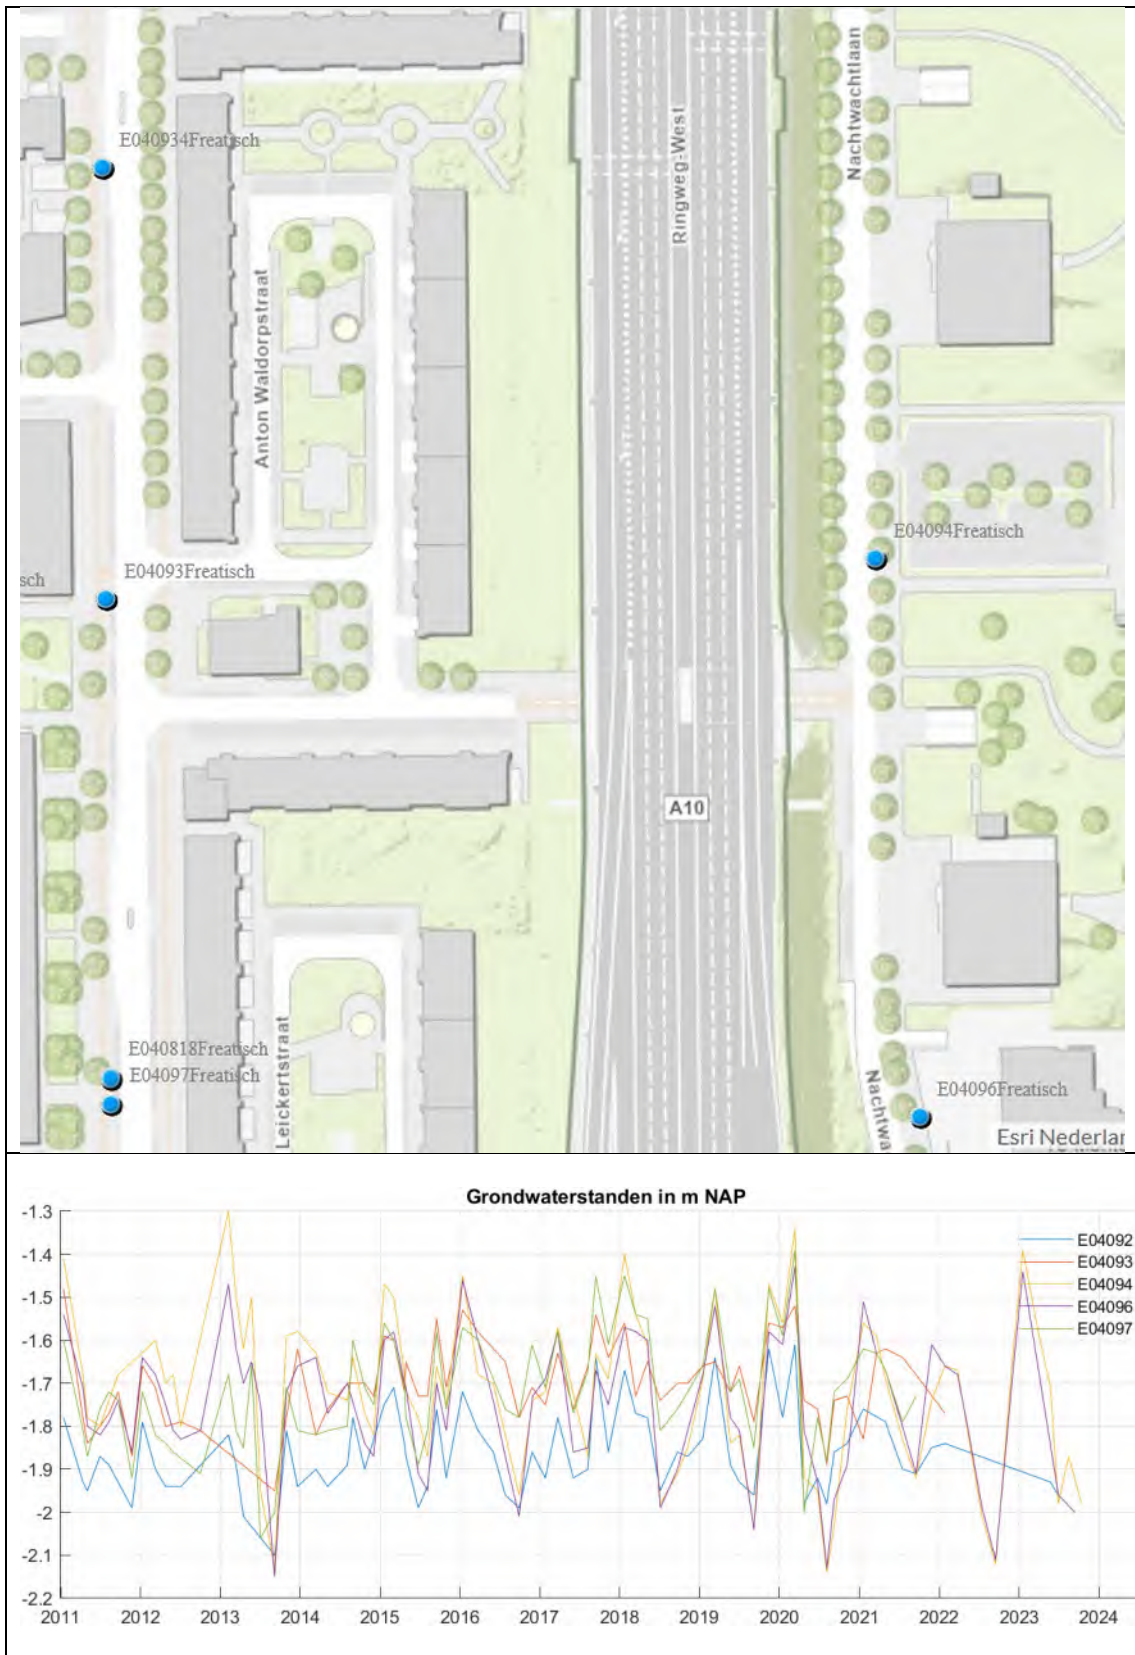 Nachtwachtlaan
E040934Freatisch
Ringweg-West
Anton Waldorpstraat
E04094Freatisch
E04093Freatisch
sch
A10
E040818Freatisch
E04097Freatisch
Leickertstraat
Nachtwa
E04096Freatisch
Esri Nederlan
Grondwaterstanden in m NAP
-1.3
-1.4
-1.5
-1.6
-1.7
-1.8
-1.9
-2
-2.1
-2.2
E04092
E04093
E04094
E04096
E04097
2011 2012 2013 2014 2015 2016 2017 2018 2019 2020 2021 2022 2023 2024